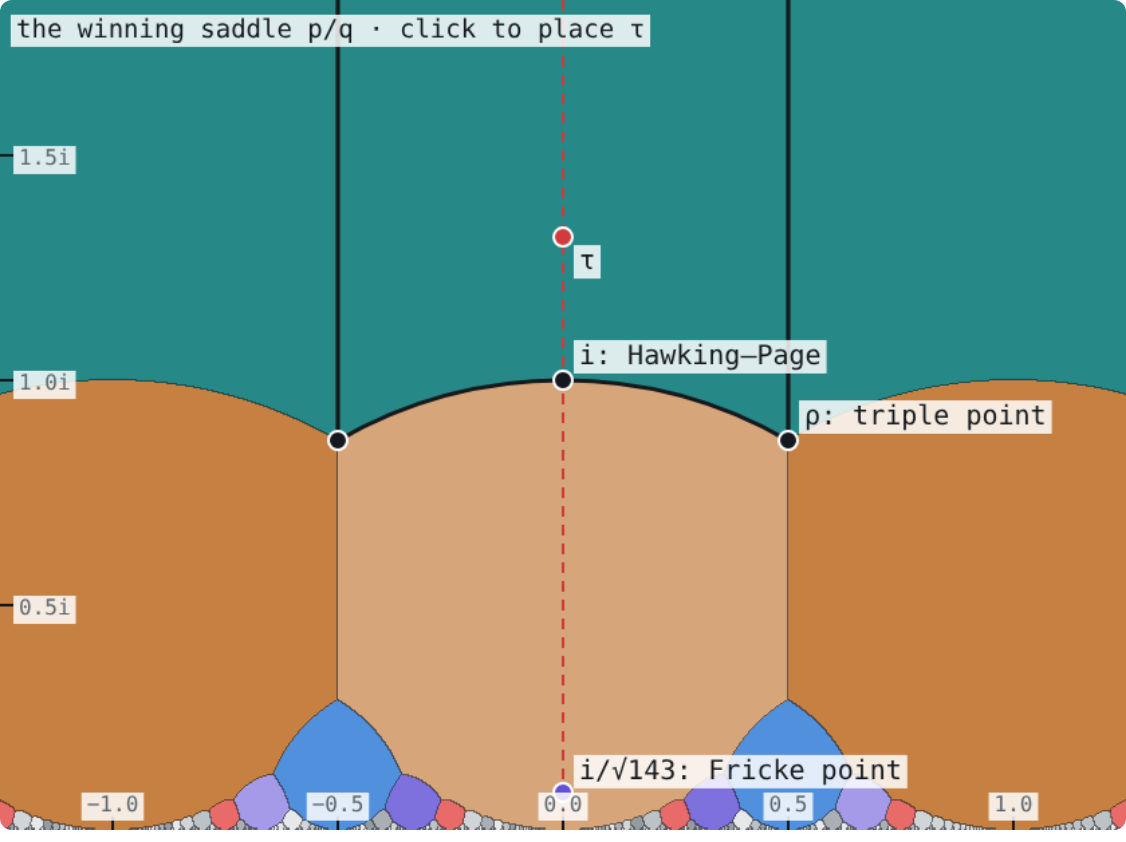 the winning saddle p/q · click to place τ
1.5i
τ
i: Hawking–Page
1.0i
ρ: triple point
0.5i
i/√143: Fricke point
−1.0
−0.5
0.0
0.5
1.0